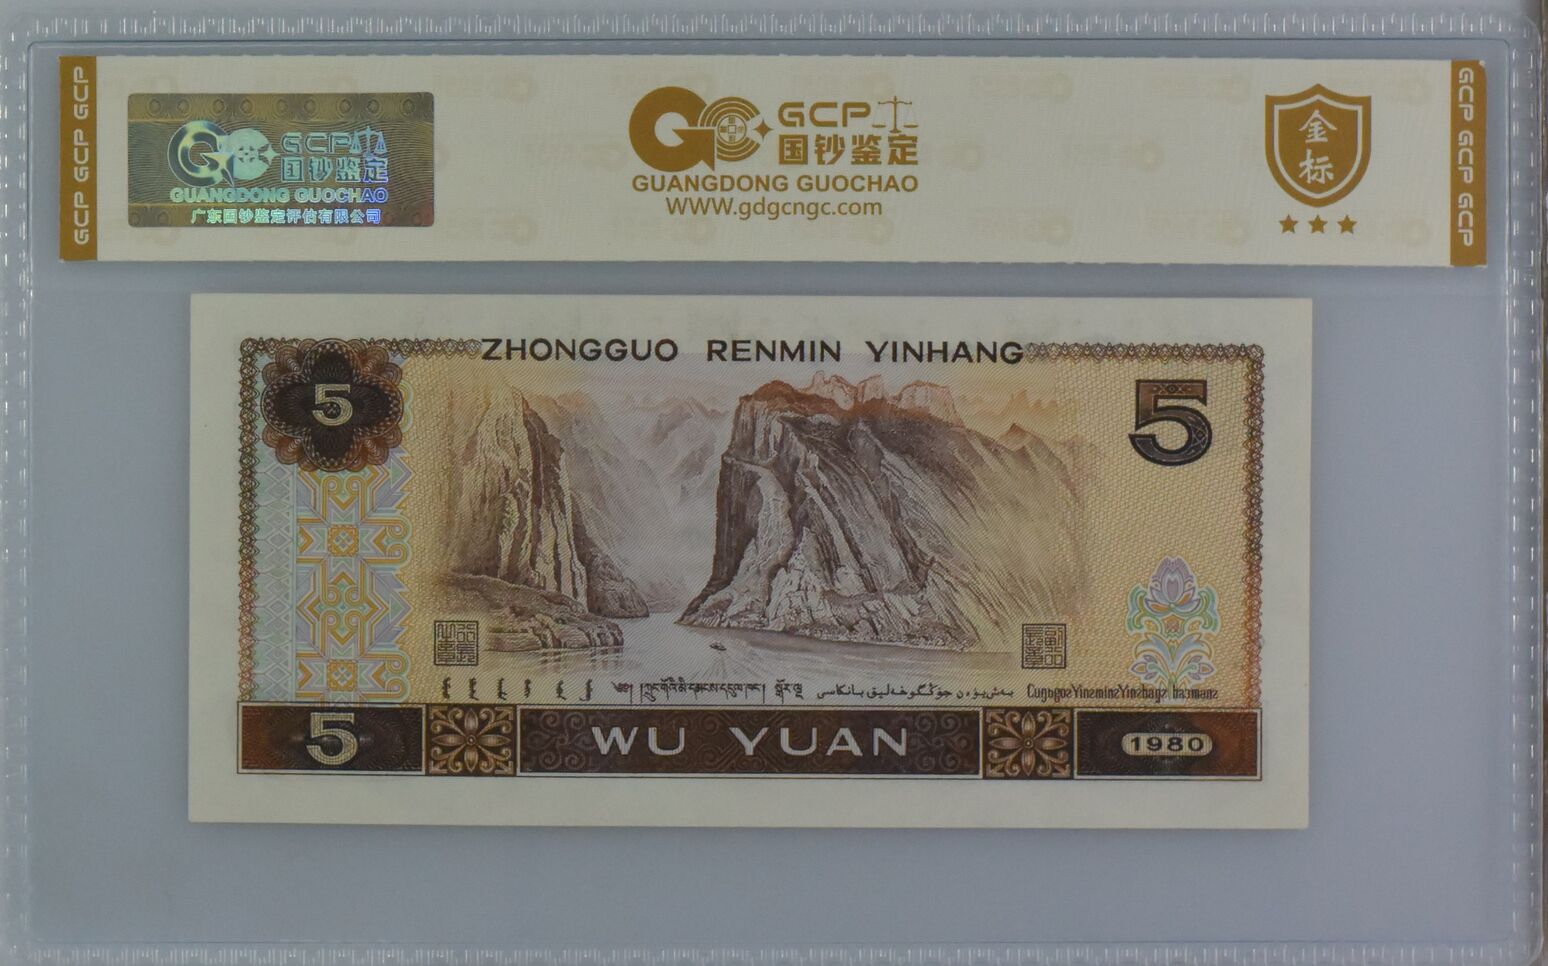 GCP GCP GCP
GCP 国钞鉴定
GUANGDONG GUOCHAO
广东国钞鉴定评估有限公司
GCP
国钞鉴定
GUANGDONG GUOCHAO
WWW.gdgcngc.com
金标
GCP GCP GCP
ZHONGGUO RENMIN YINHANG
5
5
5
WU YUAN
1980